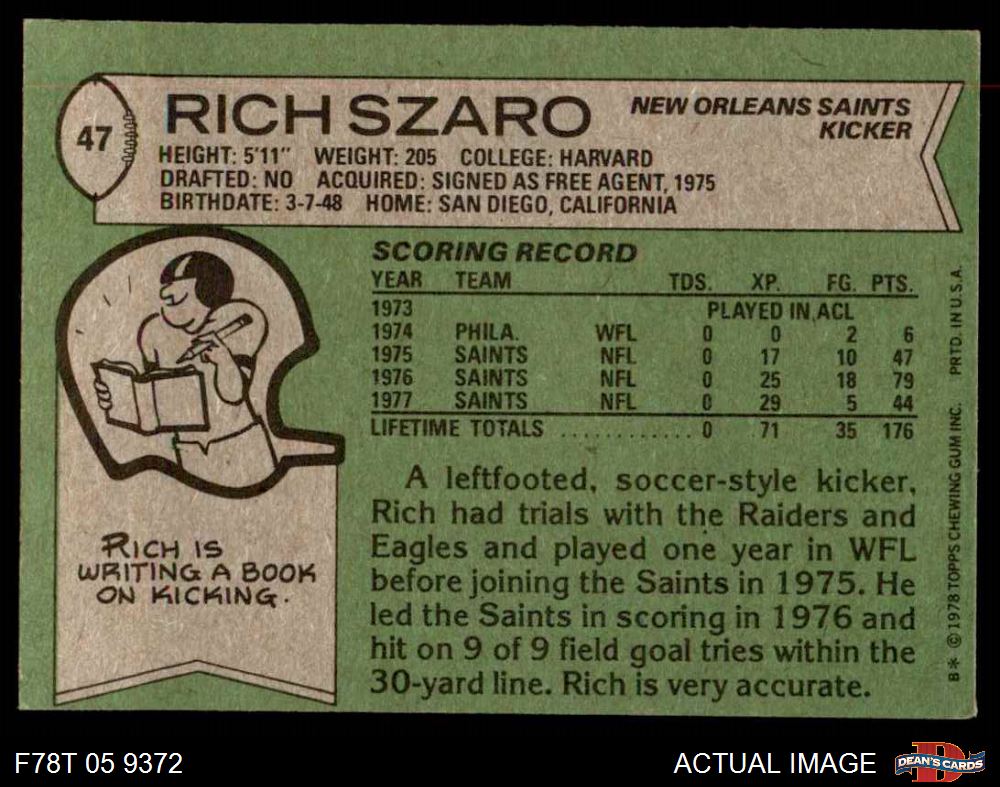 47
RICH SZARO
NEW ORLEANS SAINTS
KICKER
HEIGHT: 5'11" WEIGHT: 205 COLLEGE: HARVARD
DRAFTED: NO ACQUIRED: SIGNED AS FREE AGENT, 1975
BIRTHDATE: 3-7-48 HOME: SAN DIEGO, CALIFORNIA
SCORING RECORD
YEAR TEAM TDS. XP. FG. PTS.
1973 PLAYED IN ACL
1974 PHILA. WFL 0 0 2 6
1975 SAINTS NFL 0 17 10 47
1976 SAINTS NFL 0 25 18 79
1977 SAINTS NFL 0 29 5 44
LIFETIME TOTALS ............ 0 71 35 176
A leftfooted, soccer-style kicker,
Rich had trials with the Raiders and
Eagles and played one year in WFL
before joining the Saints in 1975. He
led the Saints in scoring in 1976 and
hit on 9 of 9 field goal tries within the
30-yard line. Rich is very accurate.
RICH IS
WRITING A BOOK
ON KICKING.
B* © 1978 TOPPS CHEWING GUM INC. PRTD. IN U.S.A.
F78T 05 9372
ACTUAL IMAGE
D
DEAN'S CARDS